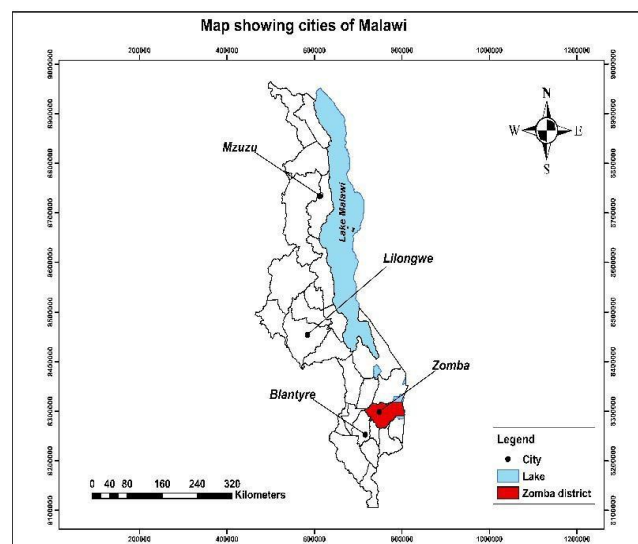 Map showing cities of Malawi
200000 400000 600000 800000 1000000 1200000
N
W E
S
Mzuzu
Lake Malawi
Lilongwe
Zomba
Blantyre
Legend
City
Lake
Zomba district
0 40 80 160 240 320
Kilometers
200000 400000 600000 800000 1000000 1200000